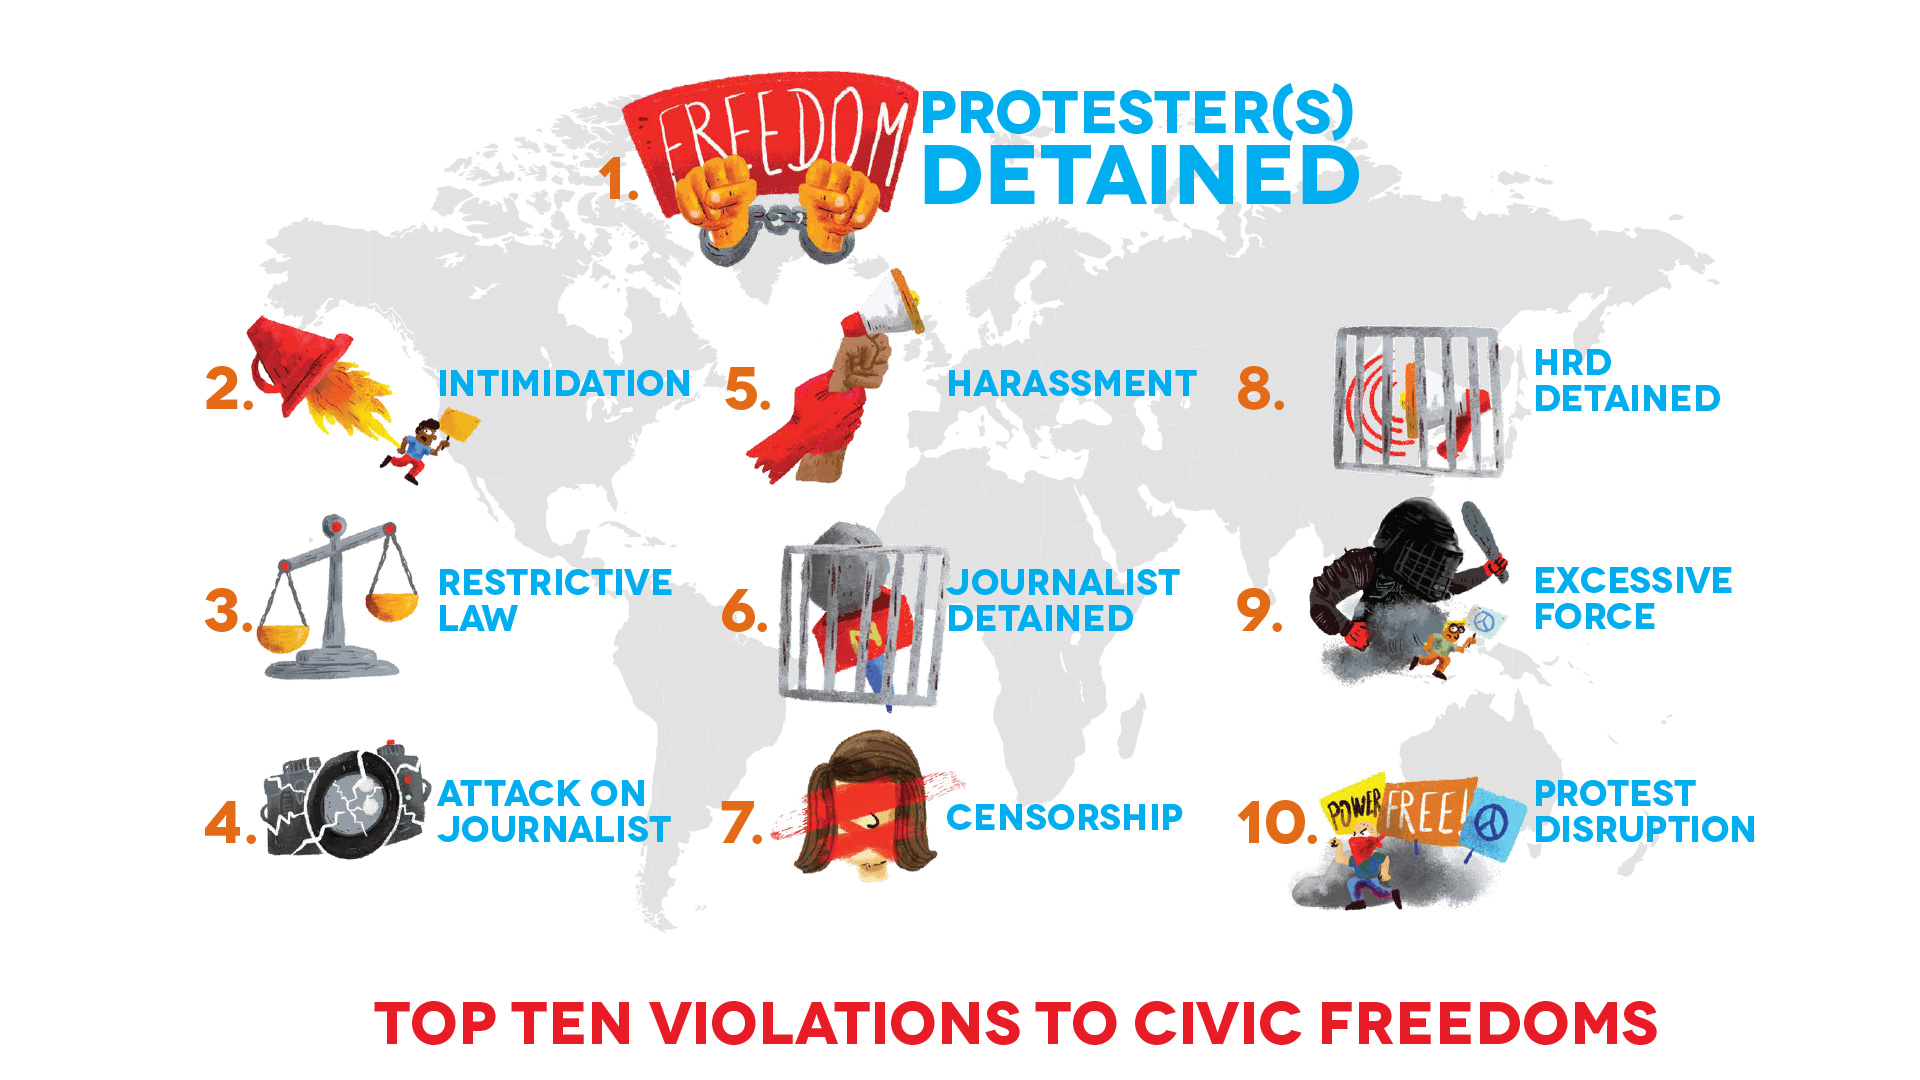 FREEDOM
1.
PROTESTER(S)
DETAINED
2.
INTIMIDATION
3.
RESTRICTIVE
LAW
4.
ATTACK ON
JOURNALIST
5.
HARASSMENT
6.
JOURNALIST
DETAINED
7.
CENSORSHIP
8.
HRD
DETAINED
9.
EXCESSIVE
FORCE
10.
POWER
FREE!
PROTEST
DISRUPTION
TOP TEN VIOLATIONS TO CIVIC FREEDOMS